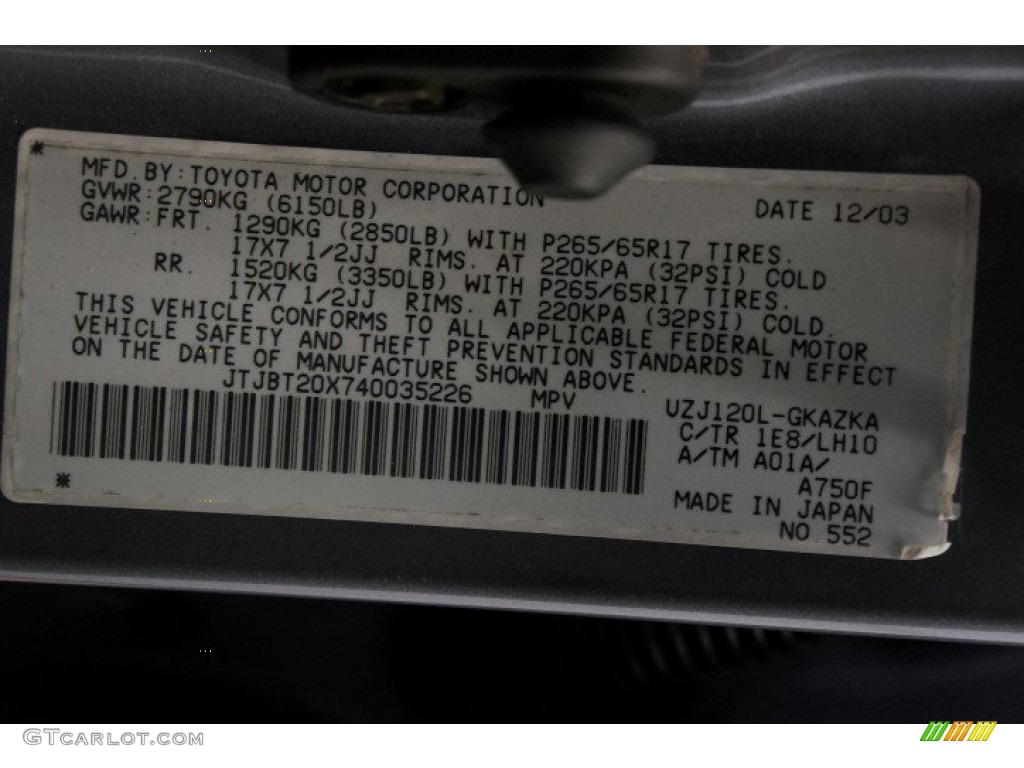 MFD. BY: TOYOTA MOTOR CORPORATION DATE 12/03
GVWR: 2790KG (6150LB)
GAWR: FRT. 1290KG (2850LB) WITH P265/65R17 TIRES.
17X7 1/2JJ RIMS. AT 220KPA (32PSI) COLD
RR. 1520KG (3350LB) WITH P265/65R17 TIRES.
17X7 1/2JJ RIMS. AT 220KPA (32PSI) COLD.
THIS VEHICLE CONFORMS TO ALL APPLICABLE FEDERAL MOTOR
VEHICLE SAFETY AND THEFT PREVENTION STANDARDS IN EFFECT
ON THE DATE OF MANUFACTURE SHOWN ABOVE.
JTJBT20X740035226 MPV
UZJ120L-GKAZKA
C/TR 1E8/LH10
A/TM A01A/
A750F
MADE IN JAPAN
NO.552
GTCARLOT.COM